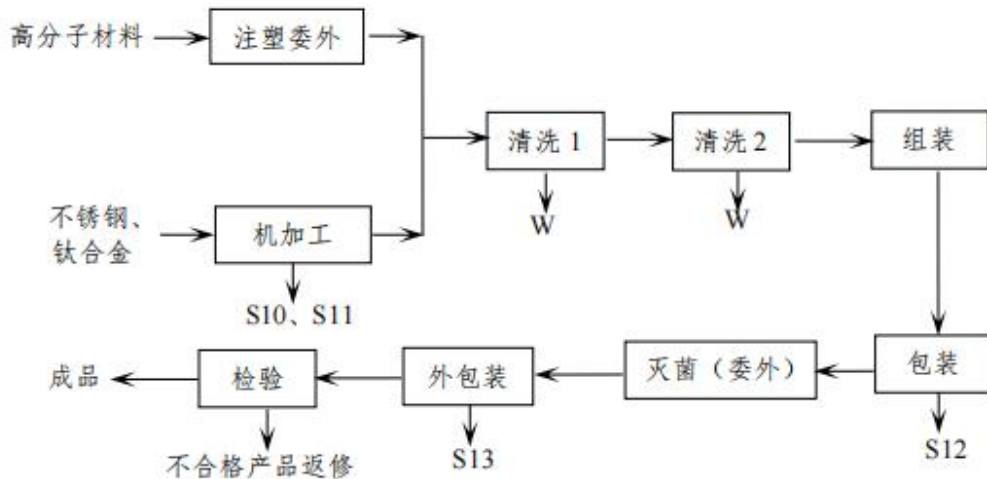 高分子材料
注塑委外
清洗1
清洗2
组装
W
W
不锈钢、
钛合金
机加工
S10、S11
成品
检验
外包装
灭菌（委外）
包装
不合格产品返修
S13
S12